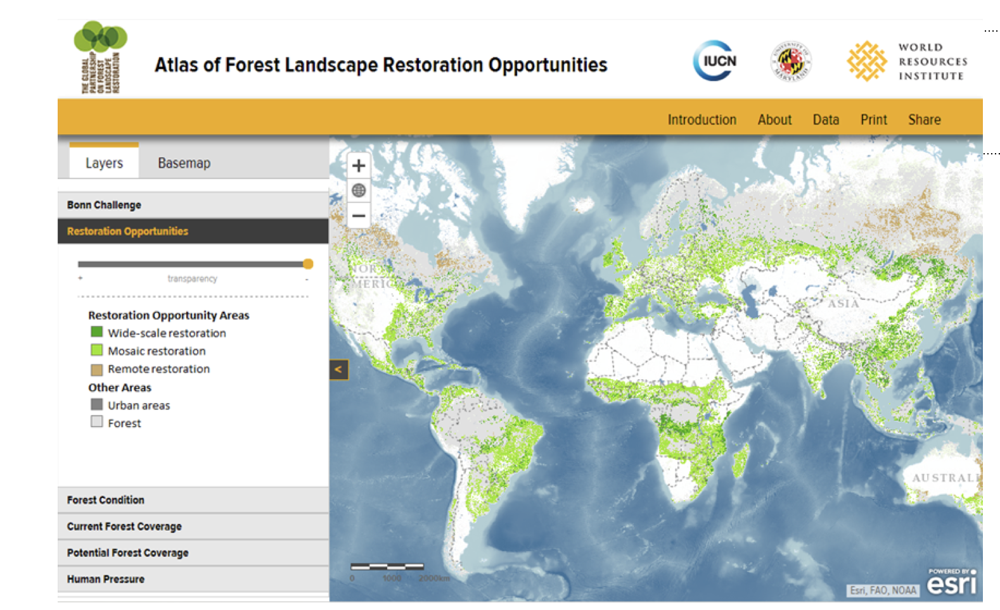 THE GLOBAL
PARTNERSHIP
ON FOREST
LANDSCAPE
RESTORATION
Atlas of Forest Landscape Restoration Opportunities
IUCN
UNIVERSITY OF
MARYLAND
WORLD
RESOURCES
INSTITUTE
Introduction About Data Print Share
Layers Basemap
Bonn Challenge
Restoration Opportunities
+ transparency -
Restoration Opportunity Areas
Wide-scale restoration
Mosaic restoration
Remote restoration
Other Areas
Urban areas
Forest
Forest Condition
Current Forest Coverage
Potential Forest Coverage
Human Pressure
+
−
<
ASIA
AUSTRALI
0 1000 2000km
Esri, FAO, NOAA
POWERED BY
esri